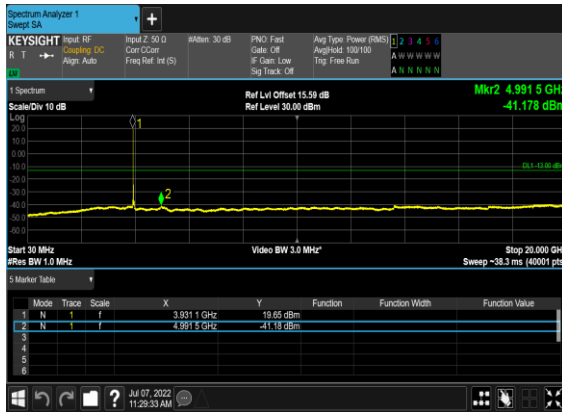 Spectrum Analyzer 1
Swept SA
+
KEYSIGHT Input: RF Input Z: 50 Ω #Atten: 30 dB PNO: Fast Avg Type: Power (RMS) 1 2 3 4 5 6
R T Coupling: DC Corr CCorr Gate: Off Avg|Hold: 100/100 A W W W W W
Align: Auto Freq Ref: Int (S) IF Gain: Low Trig: Free Run
LXI Sig Track: Off A N N N N N
1 Spectrum Ref Lvl Offset 15.59 dB Mkr2 4.991 5 GHz
Scale/Div 10 dB Ref Level 30.00 dBm -41.178 dBm
Log
1
20.0
10.0
0.00
-10.0
DL1 -13.00 dBm
-20.0
-30.0
2
-40.0
-50.0
-60.0
Start 30 MHz Video BW 3.0 MHz* Stop 20.000 GHz
#Res BW 1.0 MHz Sweep ~38.3 ms (40001 pts)
5 Marker Table
Mode Trace Scale X Y Function Function Width Function Value
1 N 1 f 3.931 1 GHz 19.65 dBm
2 N 1 f 4.991 5 GHz -41.18 dBm
3
4
5
6
? Jul 07, 2022
11:29:33 AM